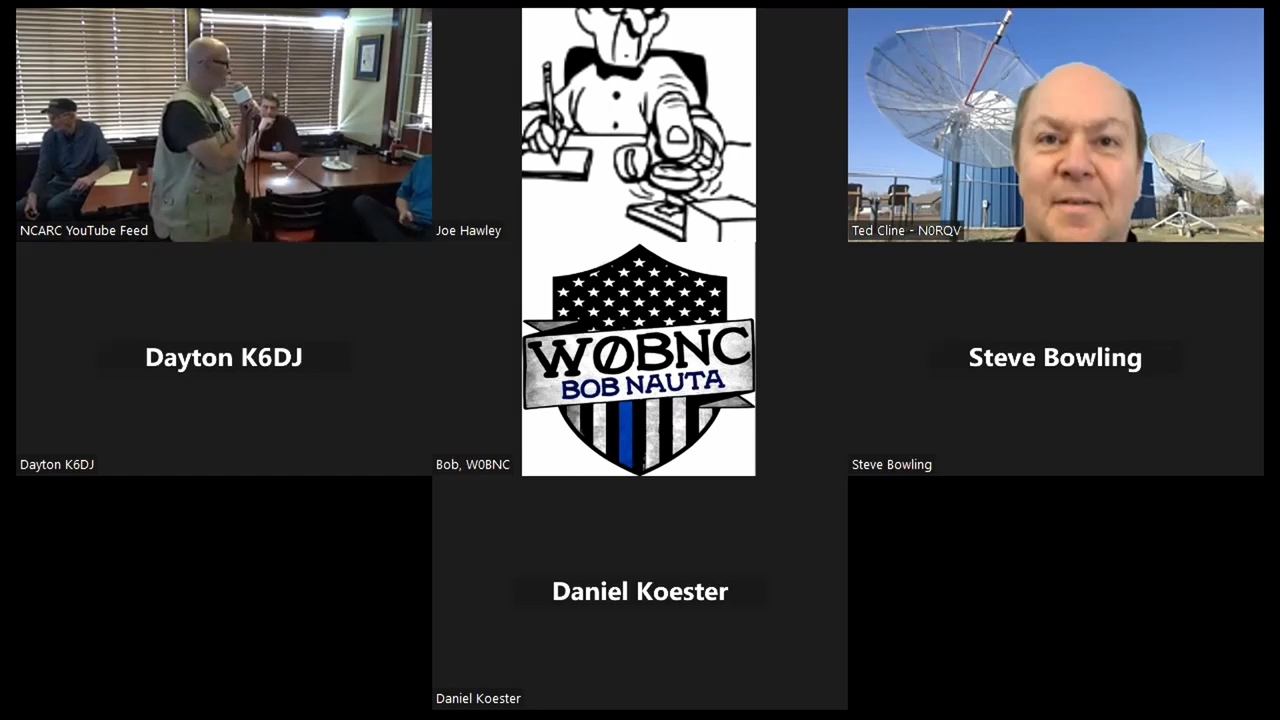 NCARC YouTube Feed
Joe Hawley
Ted Cline - N0RQV
Dayton K6DJ
WØBNC
BOB NAUTA
Steve Bowling
Dayton K6DJ
Bob, W0BNC
Steve Bowling
Daniel Koester
Daniel Koester